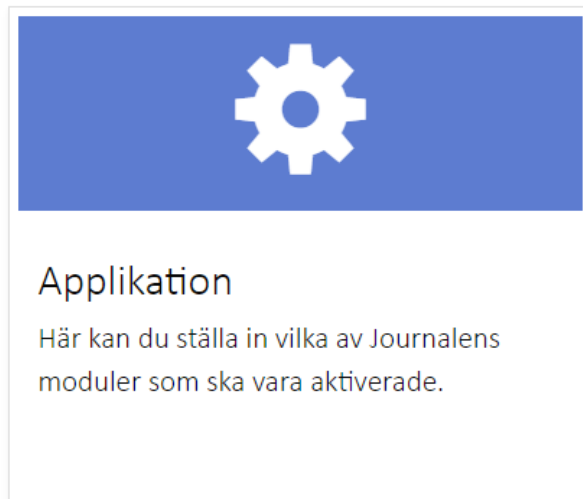 Applikation
Här kan du ställa in vilka av Journalens
moduler som ska vara aktiverade.